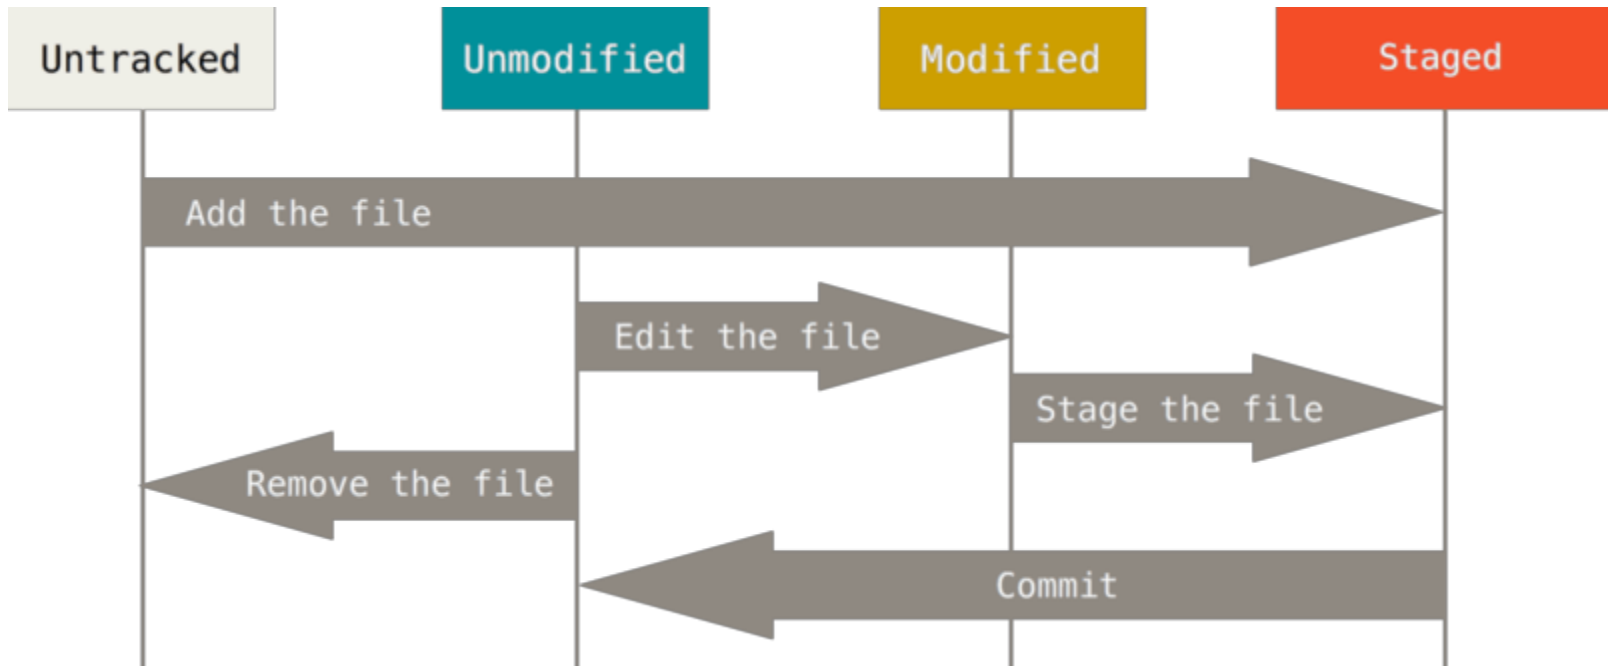 Untracked
Unmodified
Modified
Staged
Add the file
Edit the file
Stage the file
Remove the file
Commit